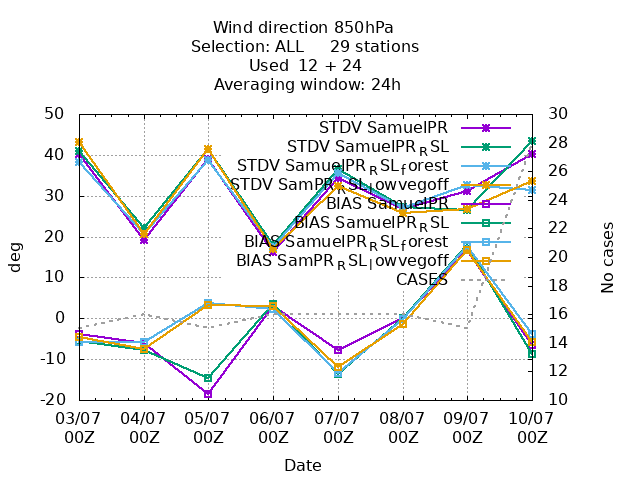 Wind direction 850hPa
Selection: ALL 29 stations
Used 12 + 24
Averaging window: 24h
50
40
30
20
10
0
-10
-20
30
28
26
24
22
20
18
16
14
12
10
deg
No cases
STDV SamuelPR
STDV SamuelPR_RSL
STDV SamuelPR_RSL_forest
STDV SamPR_RSL_lowvegoff
BIAS SamuelPR
BIAS SamuelPR_RSL
BIAS SamuelPR_RSL_forest
BIAS SamPR_RSL_lowvegoff
CASES
03/07 04/07 05/07 06/07 07/07 08/07 09/07 10/07
00Z 00Z 00Z 00Z 00Z 00Z 00Z 00Z
Date